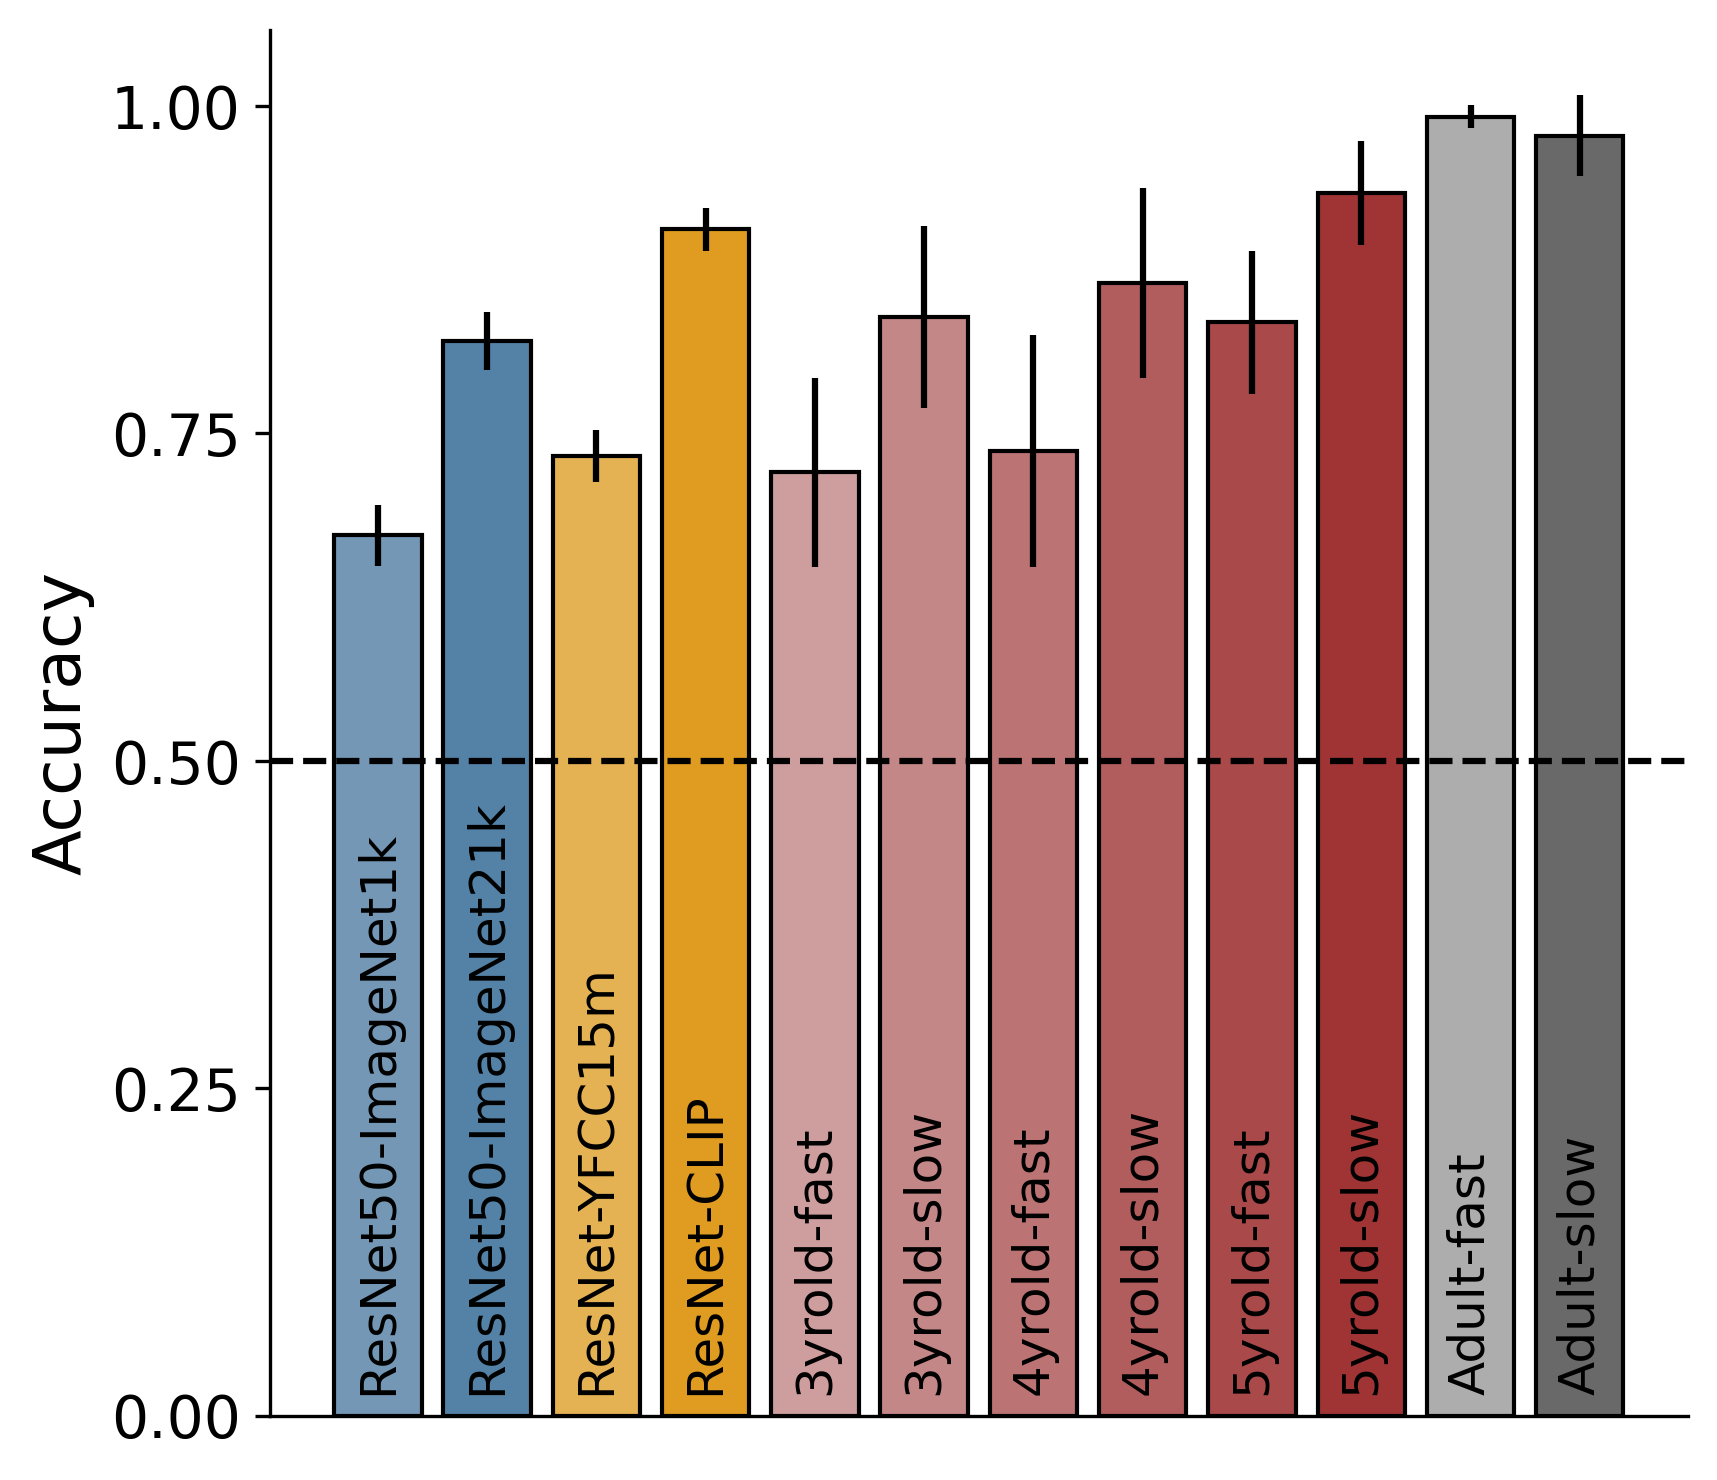 Accuracy
1.00
0.75
0.50
0.25
0.00
ResNet50-ImageNet1k
ResNet50-ImageNet21k
ResNet-YFCC15m
ResNet-CLIP
3yrold-fast
3yrold-slow
4yrold-fast
4yrold-slow
5yrold-fast
5yrold-slow
Adult-fast
Adult-slow